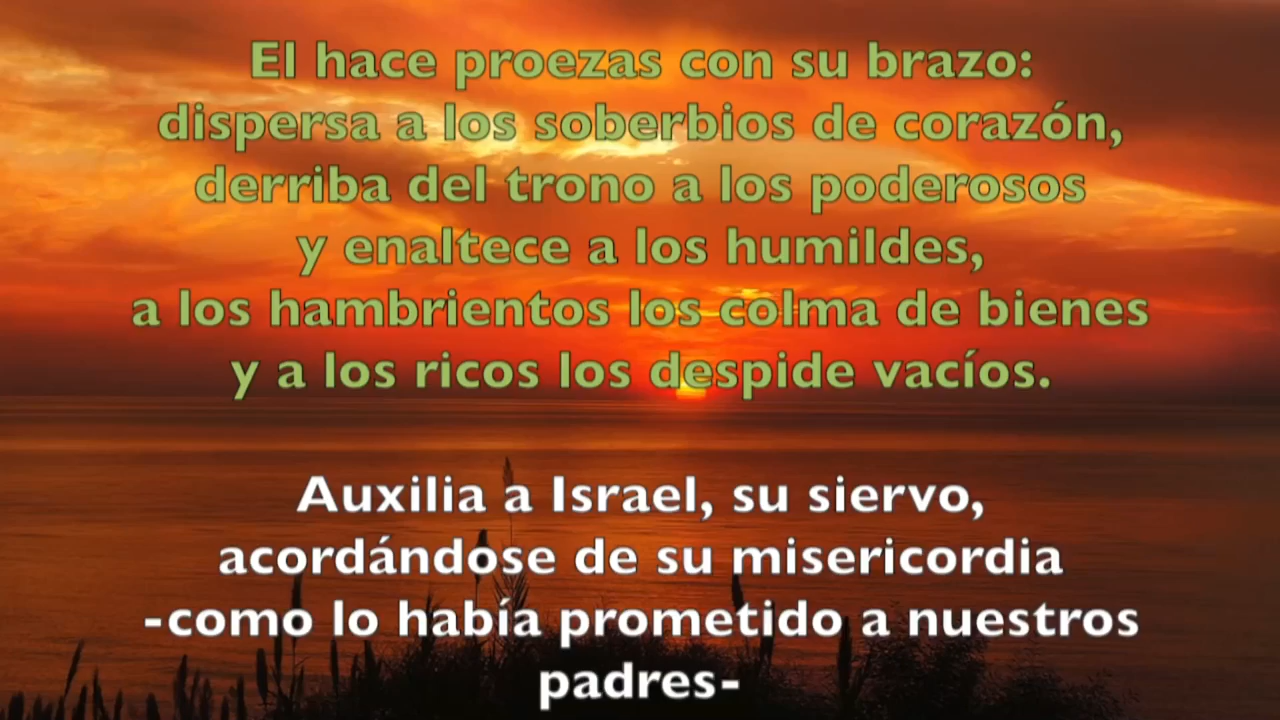 El hace proezas con su brazo:
dispersa a los soberbios de corazón,
derriba del trono a los poderosos
y enaltece a los humildes,
a los hambrientos los colma de bienes
y a los ricos los despide vacíos.
Auxilia a Israel, su siervo,
acordándose de su misericordia
-como lo había prometido a nuestros
padres-